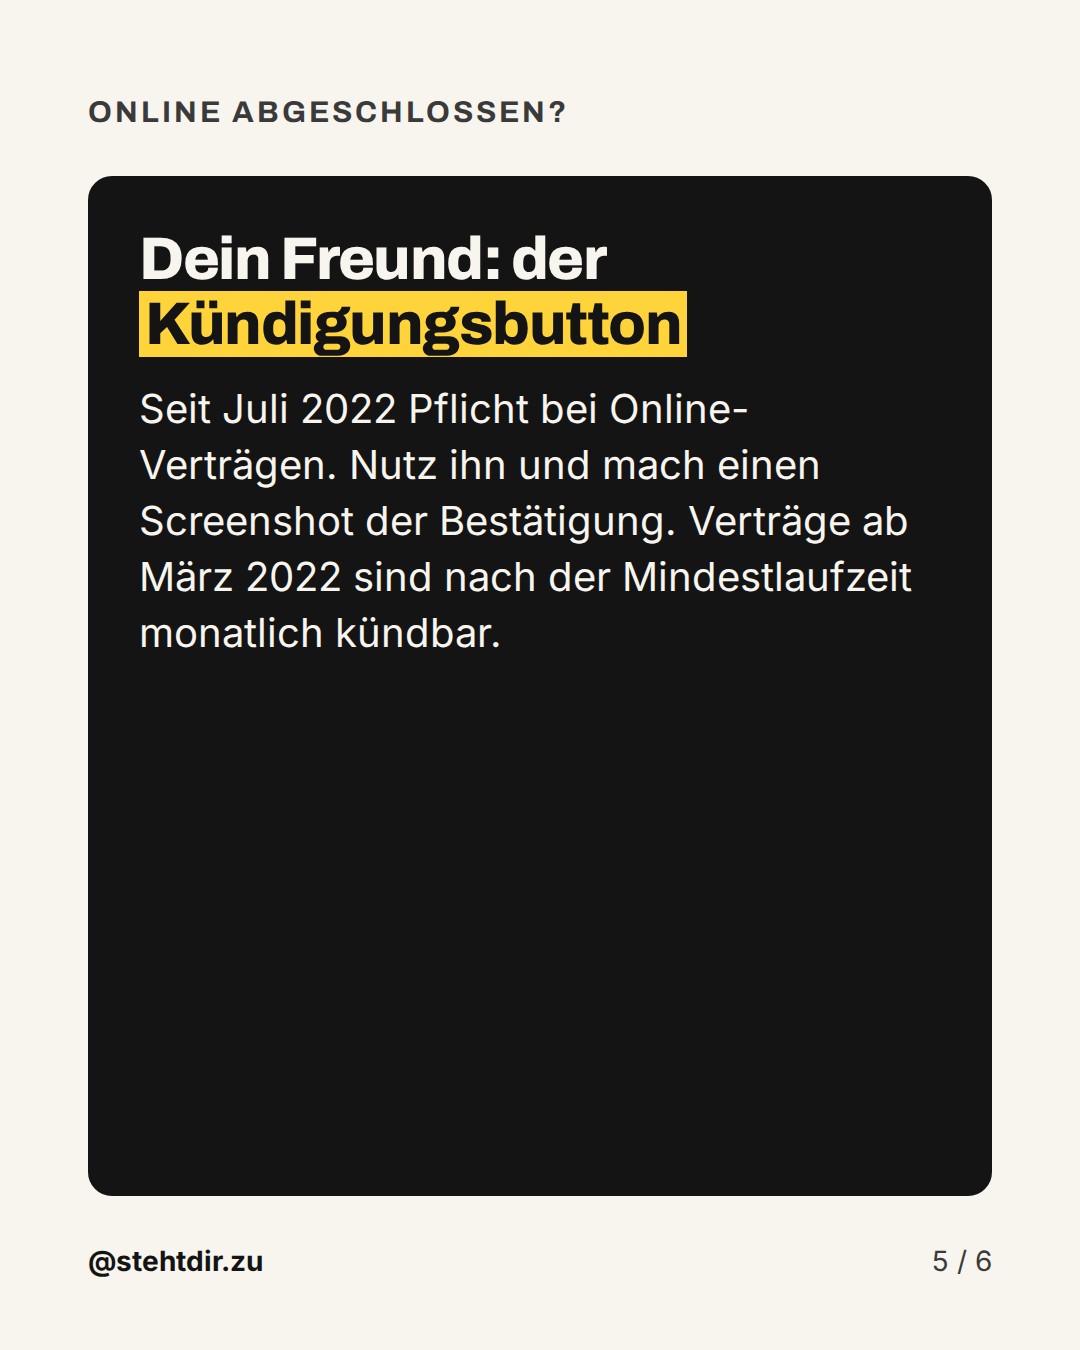 ONLINE ABGESCHLOSSEN?
Dein Freund: der
Kündigungsbutton
Seit Juli 2022 Pflicht bei Online-
Verträgen. Nutz ihn und mach einen
Screenshot der Bestätigung. Verträge ab
März 2022 sind nach der Mindestlaufzeit
monatlich kündbar.
@stehtdir.zu
5 / 6